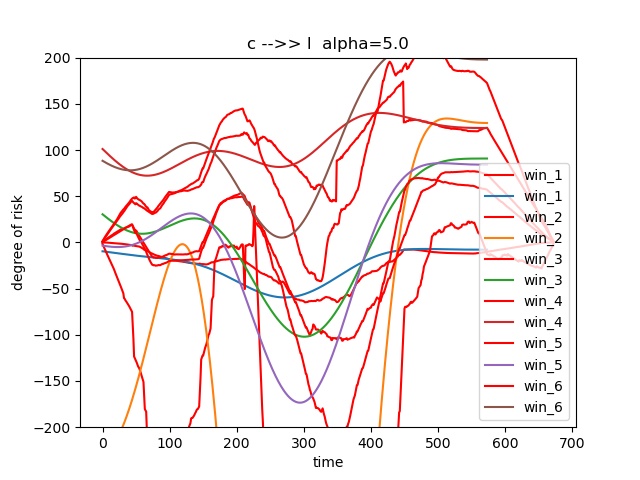 c -->> I  alpha=5.0
degree of risk
200
150
100
50
0
−50
−100
−150
−200
win_1
win_1
win_2
win_2
win_3
win_3
win_4
win_4
win_5
win_5
win_6
win_6
0
100
200
300
400
500
600
700
time